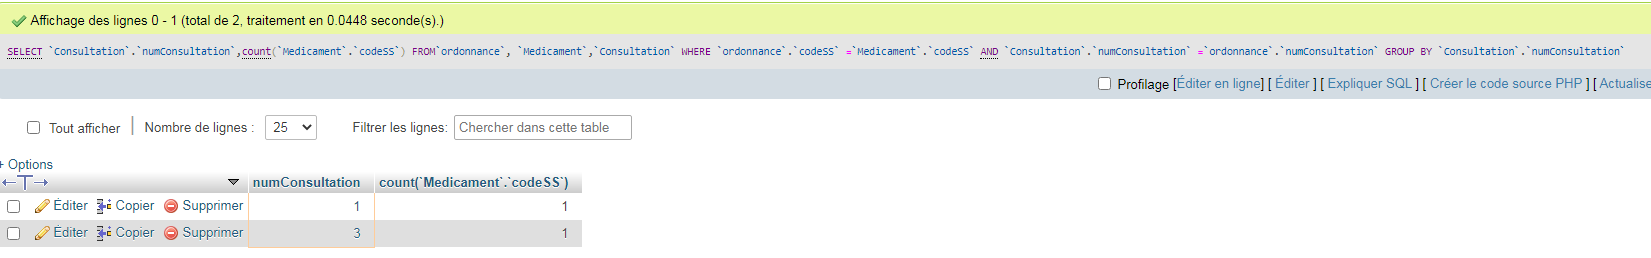 Affichage des lignes 0 - 1 (total de 2, traitement en 0.0448 seconde(s).)
SELECT `Consultation`.`numConsultation`,count(`Medicament`.`codeSS`) FROM`ordonnance`, `Medicament`,`Consultation` WHERE `ordonnance`.`codeSS` =`Medicament`.`codeSS` AND `Consultation`.`numConsultation` =`ordonnance`.`numConsultation` GROUP BY `Consultation`.`numConsultation`
Profilage [Éditer en ligne] [ Éditer ] [ Expliquer SQL ] [ Créer le code source PHP ] [ Actualise
Tout afficher Nombre de lignes : 25 Filtrer les lignes: Chercher dans cette table
+ Options
numConsultation count(`Medicament`.`codeSS`)
Éditer Copier Supprimer 1 1
Éditer Copier Supprimer 3 1